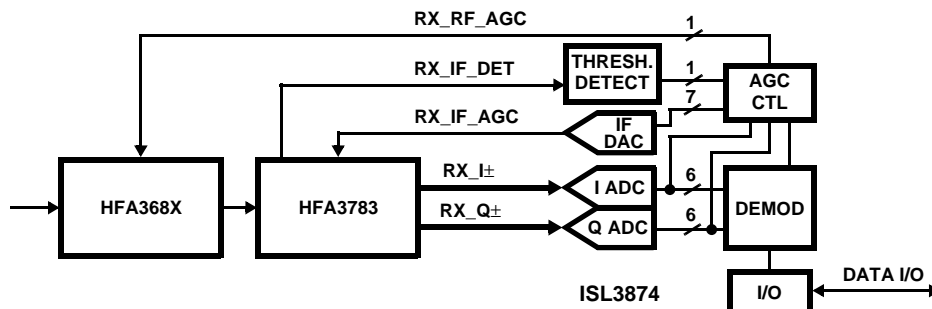 RX_RF_AGC
1
RX_IF_DET
THRESH.
DETECT
1
AGC
CTL
7
RX_IF_AGC
IF
DAC
HFA368X
HFA3783
RX_I±
I ADC
6
DEMOD
RX_Q±
Q ADC
6
ISL3874
I/O
DATA I/O